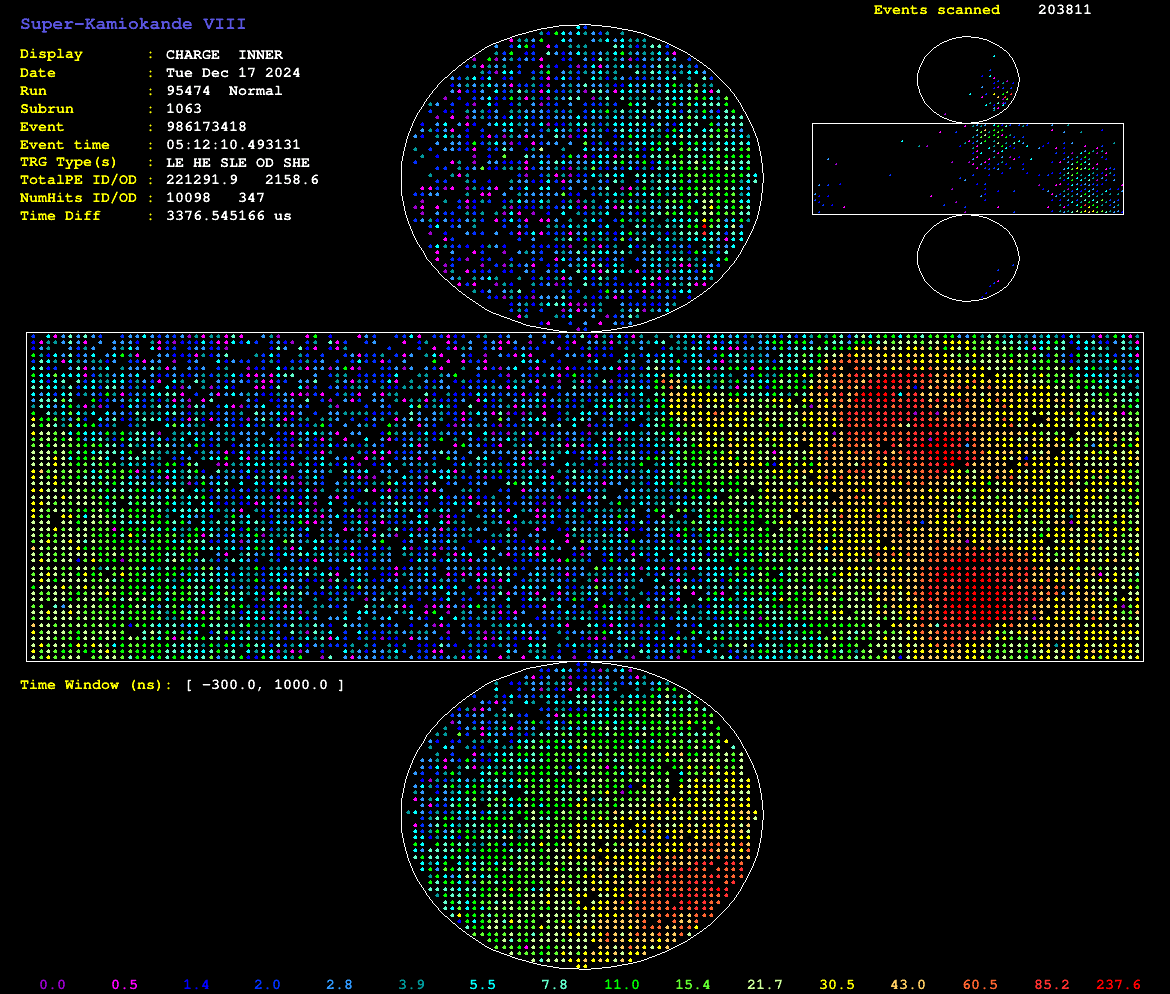 Super-Kamiokande VIII
Events scanned 203811
Display : CHARGE INNER
Date : Tue Dec 17 2024
Run : 95474 Normal
Subrun : 1063
Event : 986173418
Event time : 05:12:10.493131
TRG Type(s) : LE HE SLE OD SHE
TotalPE ID/OD : 221291.9 2158.6
NumHits ID/OD : 10098 347
Time Diff : 3376.545166 us
Time Window (ns): [ −300.0, 1000.0 ]
0.0 0.5 1.4 2.0 2.8 3.9 5.5 7.8 11.0 15.4 21.7 30.5 43.0 60.5 85.2 237.6